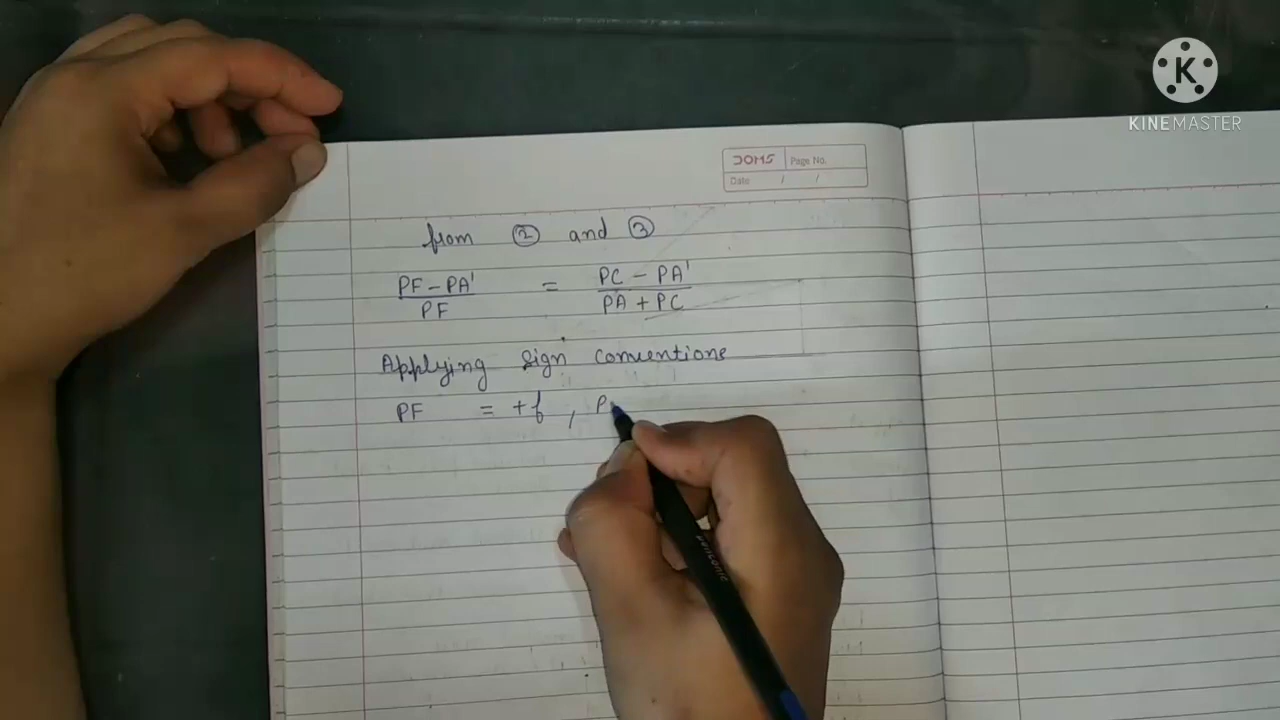 KINEMASTER
DOMS Page No.
Date / /
from ② and ③
PF - PA' / PF = PC - PA' / PA + PC
Applying sign conventions
PF = +f , P